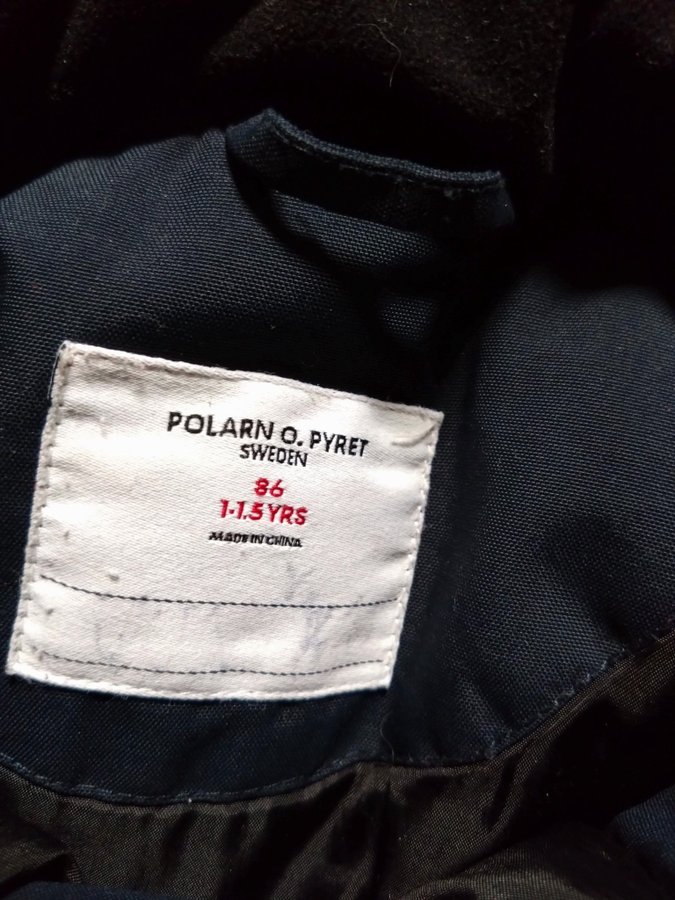 POLARN O. PYRET
SWEDEN
86
1-1.5 YRS
MADE IN CHINA